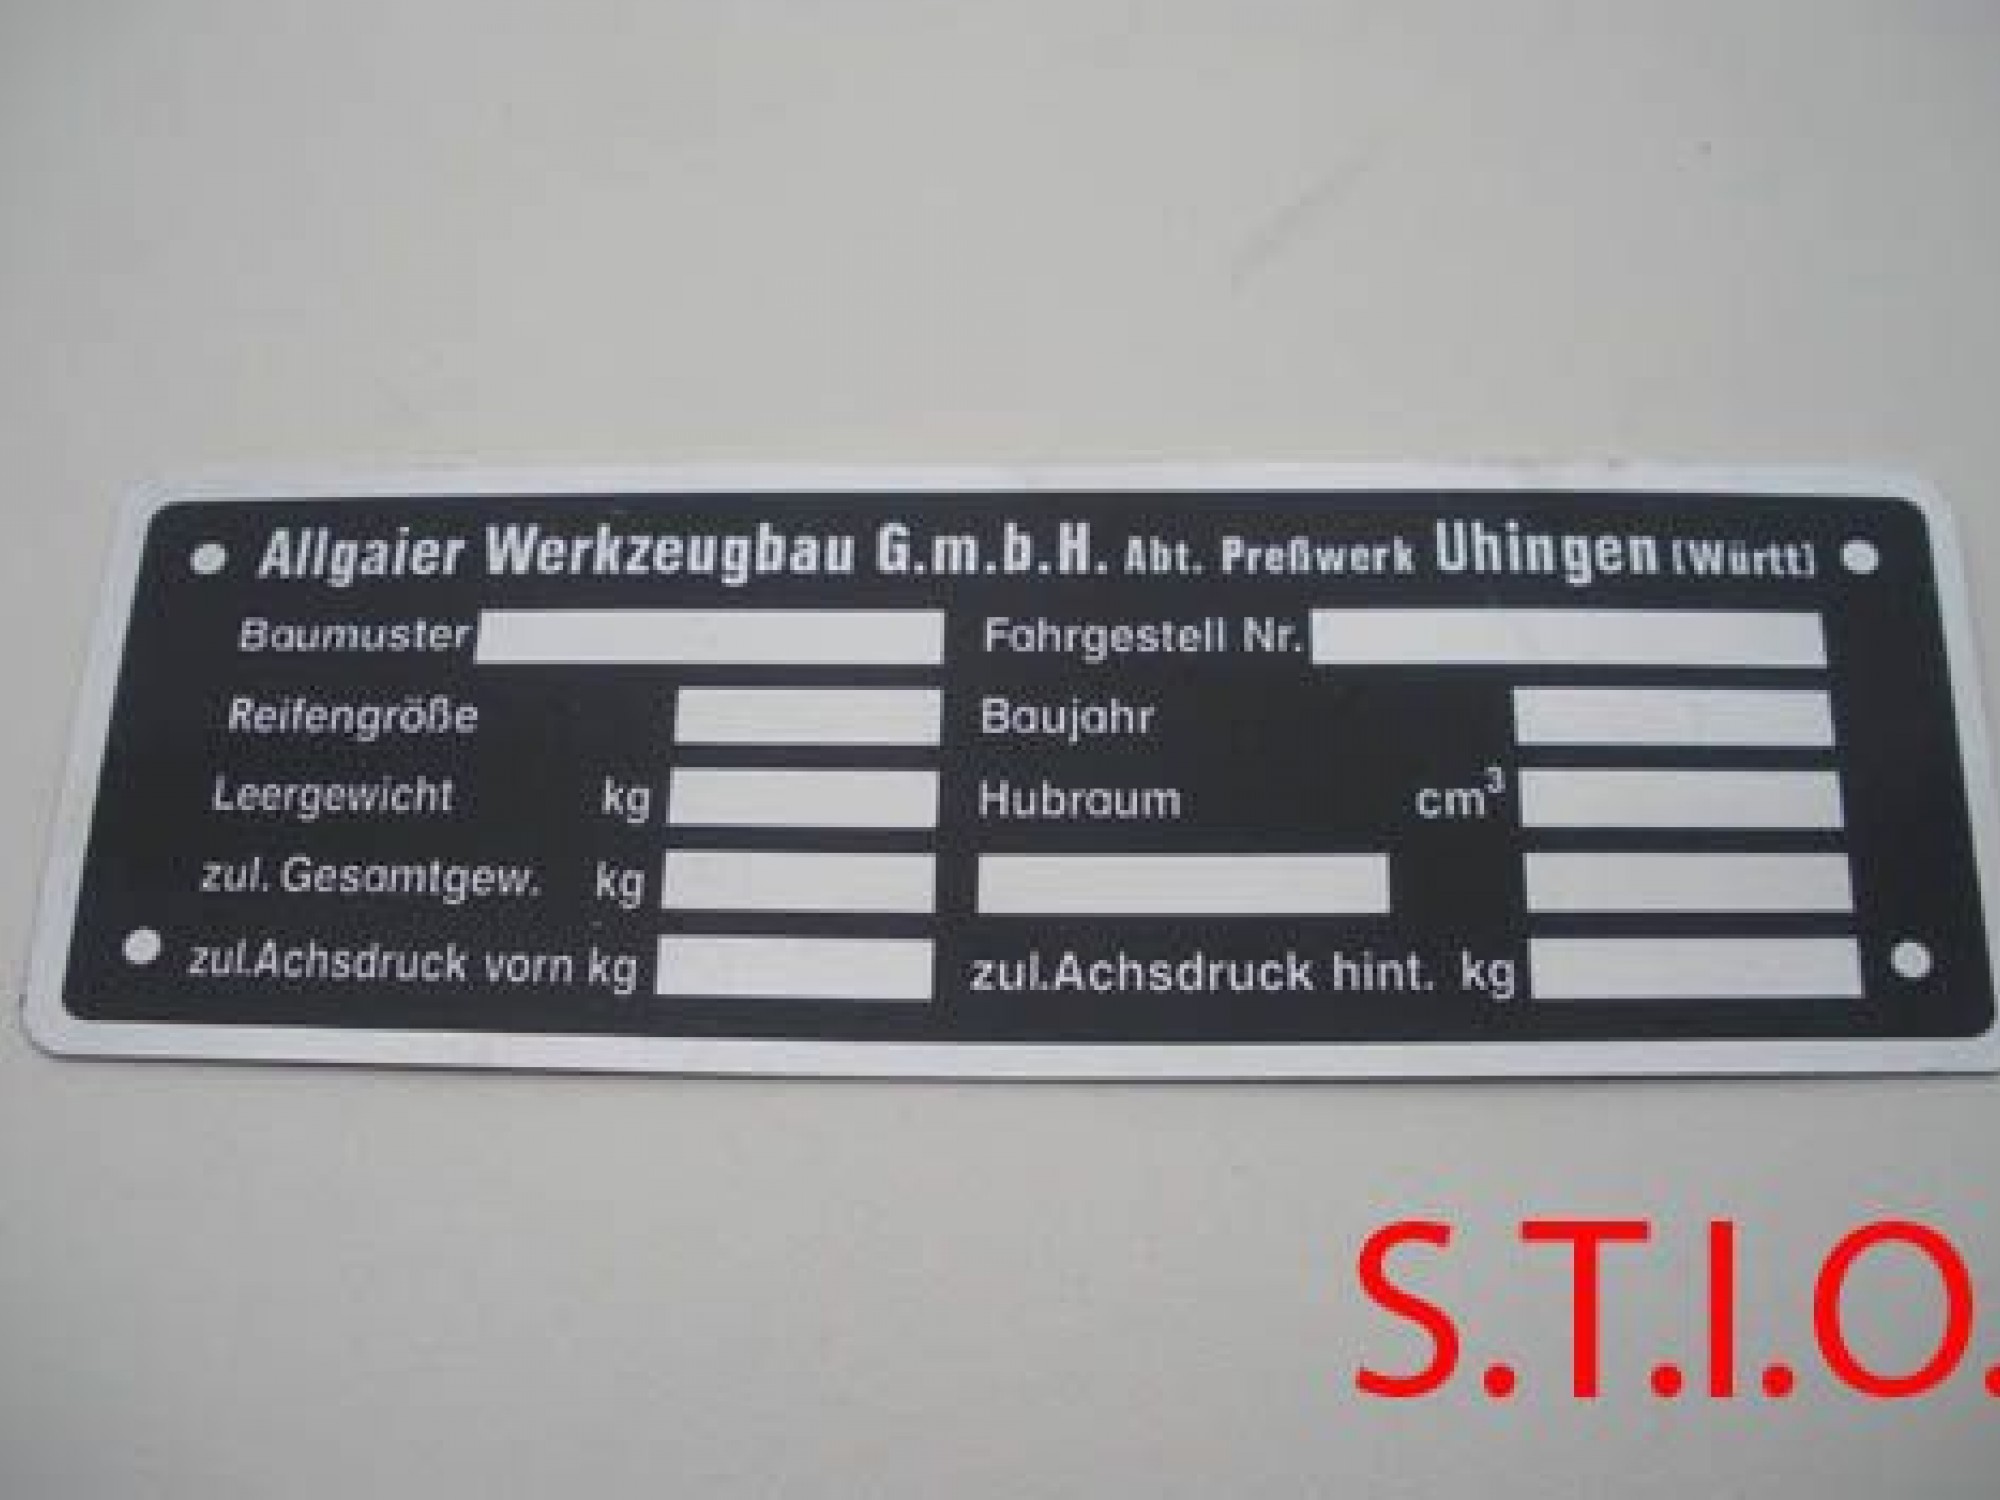 Allgaier Werkzeugbau G.m.b.H. Abt. Preßwerk Uhingen (Württ)
Baumuster Fahrgestell Nr.
Reifengröße Baujahr
Leergewicht kg Hubraum cm³
zul. Gesamtgew. kg
zul.Achsdruck vorn kg zul.Achsdruck hint. kg
S.T.I.O.